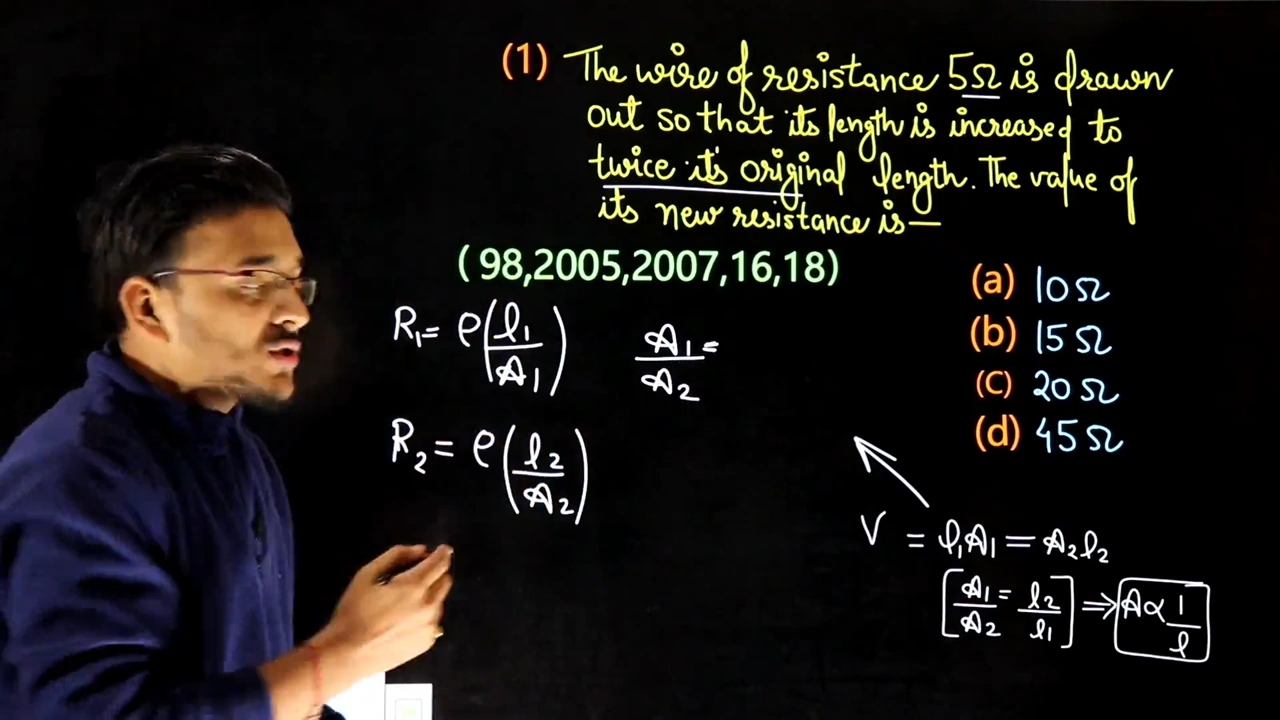 (1) The wire of resistance 5Ω is drawn
out so that its length is increased to
twice it's original length. The value of
its new resistance is—
(98,2005,2007,16,18)
(a) 10Ω
(b) 15Ω
(c) 20Ω
(d) 45Ω
R₁= ρ(l₁/A₁)
A₁/A₂ =
R₂ = ρ(l₂/A₂)
V = l₁A₁ = A₂l₂
[A₁/A₂ = l₂/l₁] ⇒ A∝1/l